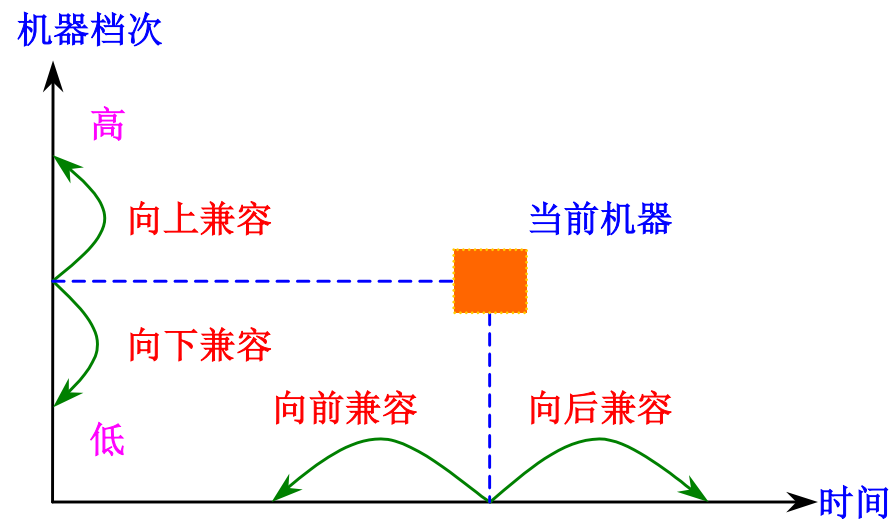 机器档次
高
向上兼容
当前机器
向下兼容
向前兼容
向后兼容
低
时间